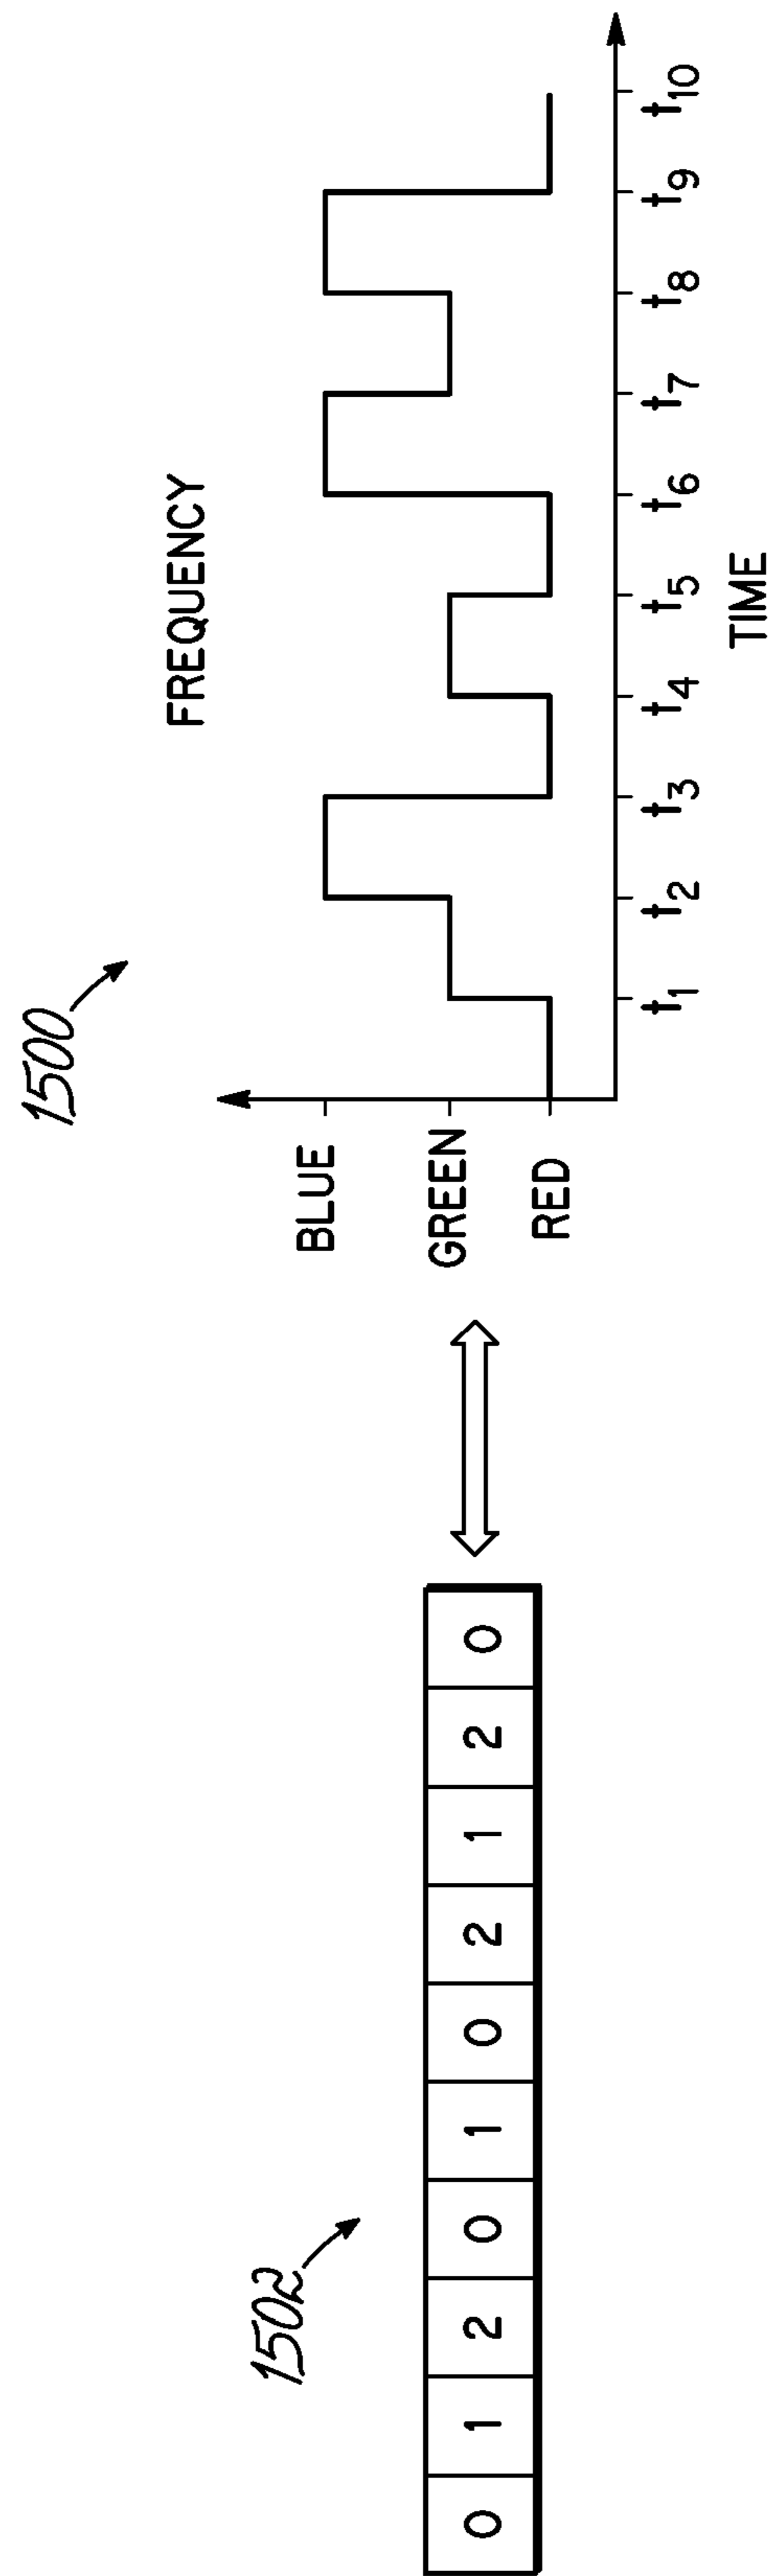 1500
FREQUENCY
BLUE
GREEN
RED
t1 t2 t3 t4 t5 t6 t7 t8 t9 t10
TIME
1502
0 1 2 0 1 0 2 1 2 0